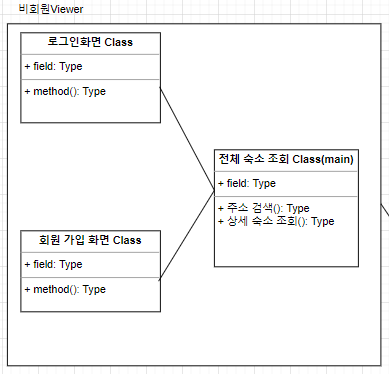 비회원Viewer
로그인화면 Class
+ field: Type
+ method(): Type
전체 숙소 조회 Class(main)
+ field: Type
+ 주소 검색(): Type
+ 상세 숙소 조회(): Type
회원 가입 화면 Class
+ field: Type
+ method(): Type